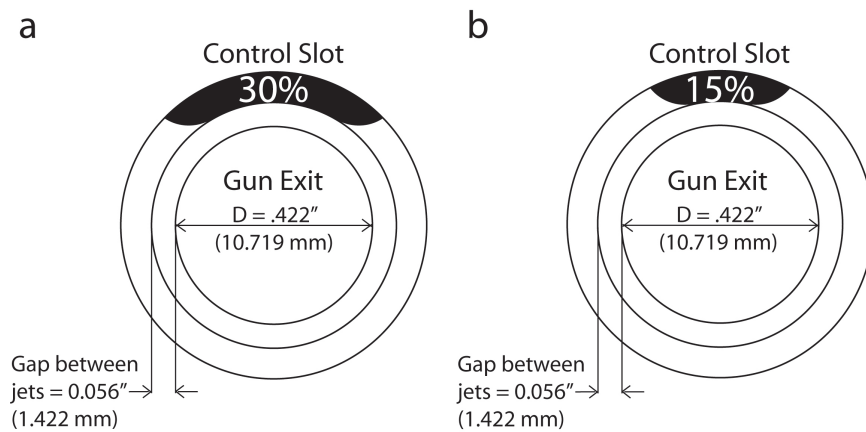 a
Control Slot
30%
Gun Exit
D = .422″
(10.719 mm)
Gap between
jets = 0.056″
(1.422 mm)
b
Control Slot
15%
Gun Exit
D = .422″
(10.719 mm)
Gap between
jets = 0.056″
(1.422 mm)